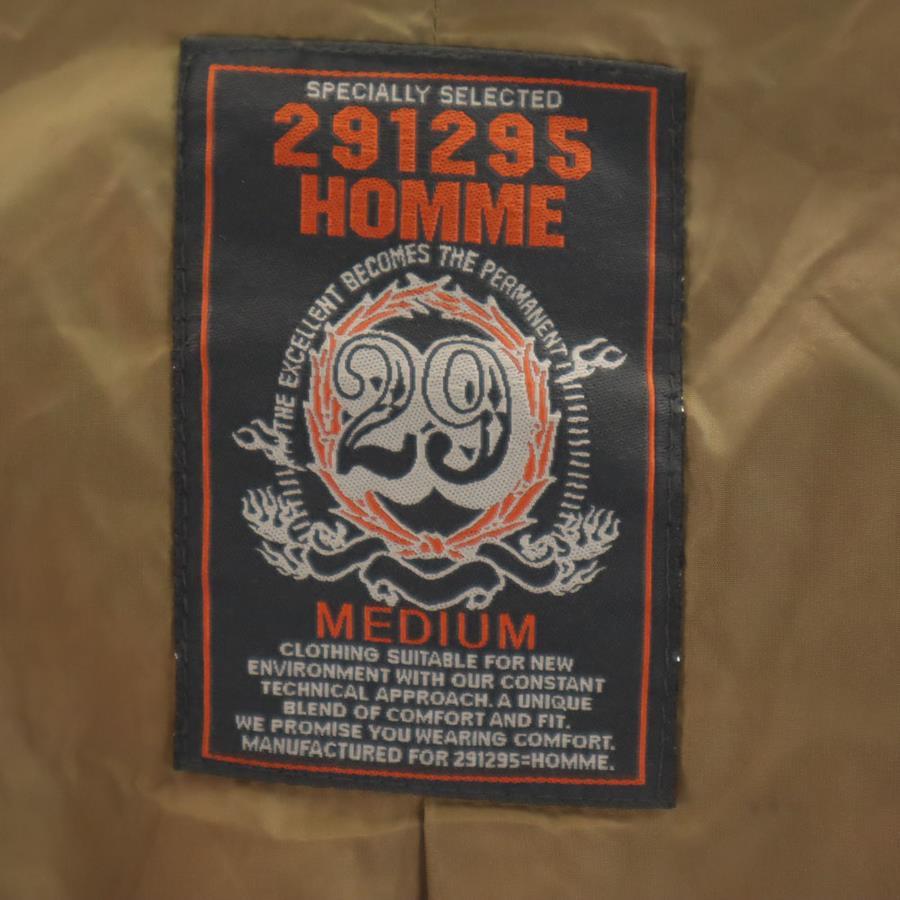 SPECIALLY SELECTED
291295
HOMME
THE EXCELLENT BECOMES THE PERMANENT
29
MEDIUM
CLOTHING SUITABLE FOR NEW
ENVIRONMENT WITH OUR CONSTANT
TECHNICAL APPROACH. A UNIQUE
BLEND OF COMFORT AND FIT.
WE PROMISE YOU WEARING COMFORT.
MANUFACTURED FOR 291295=HOMME.